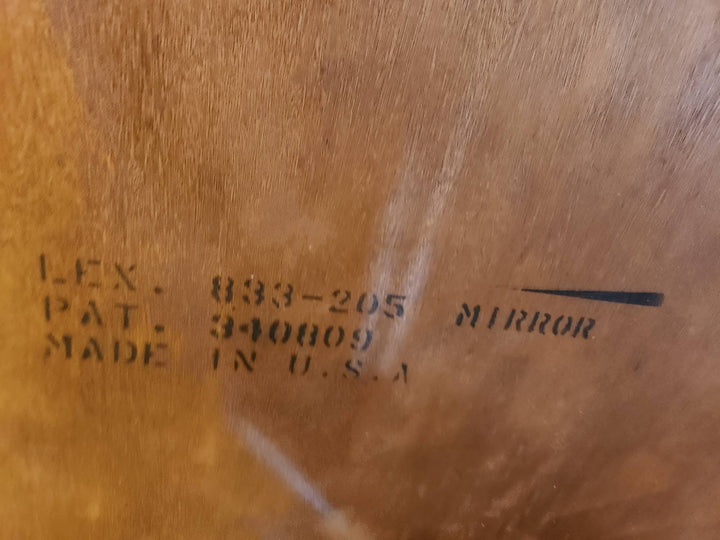 LEX. 833-205
PAT. 340809 MIRROR
MADE IN U.S.A